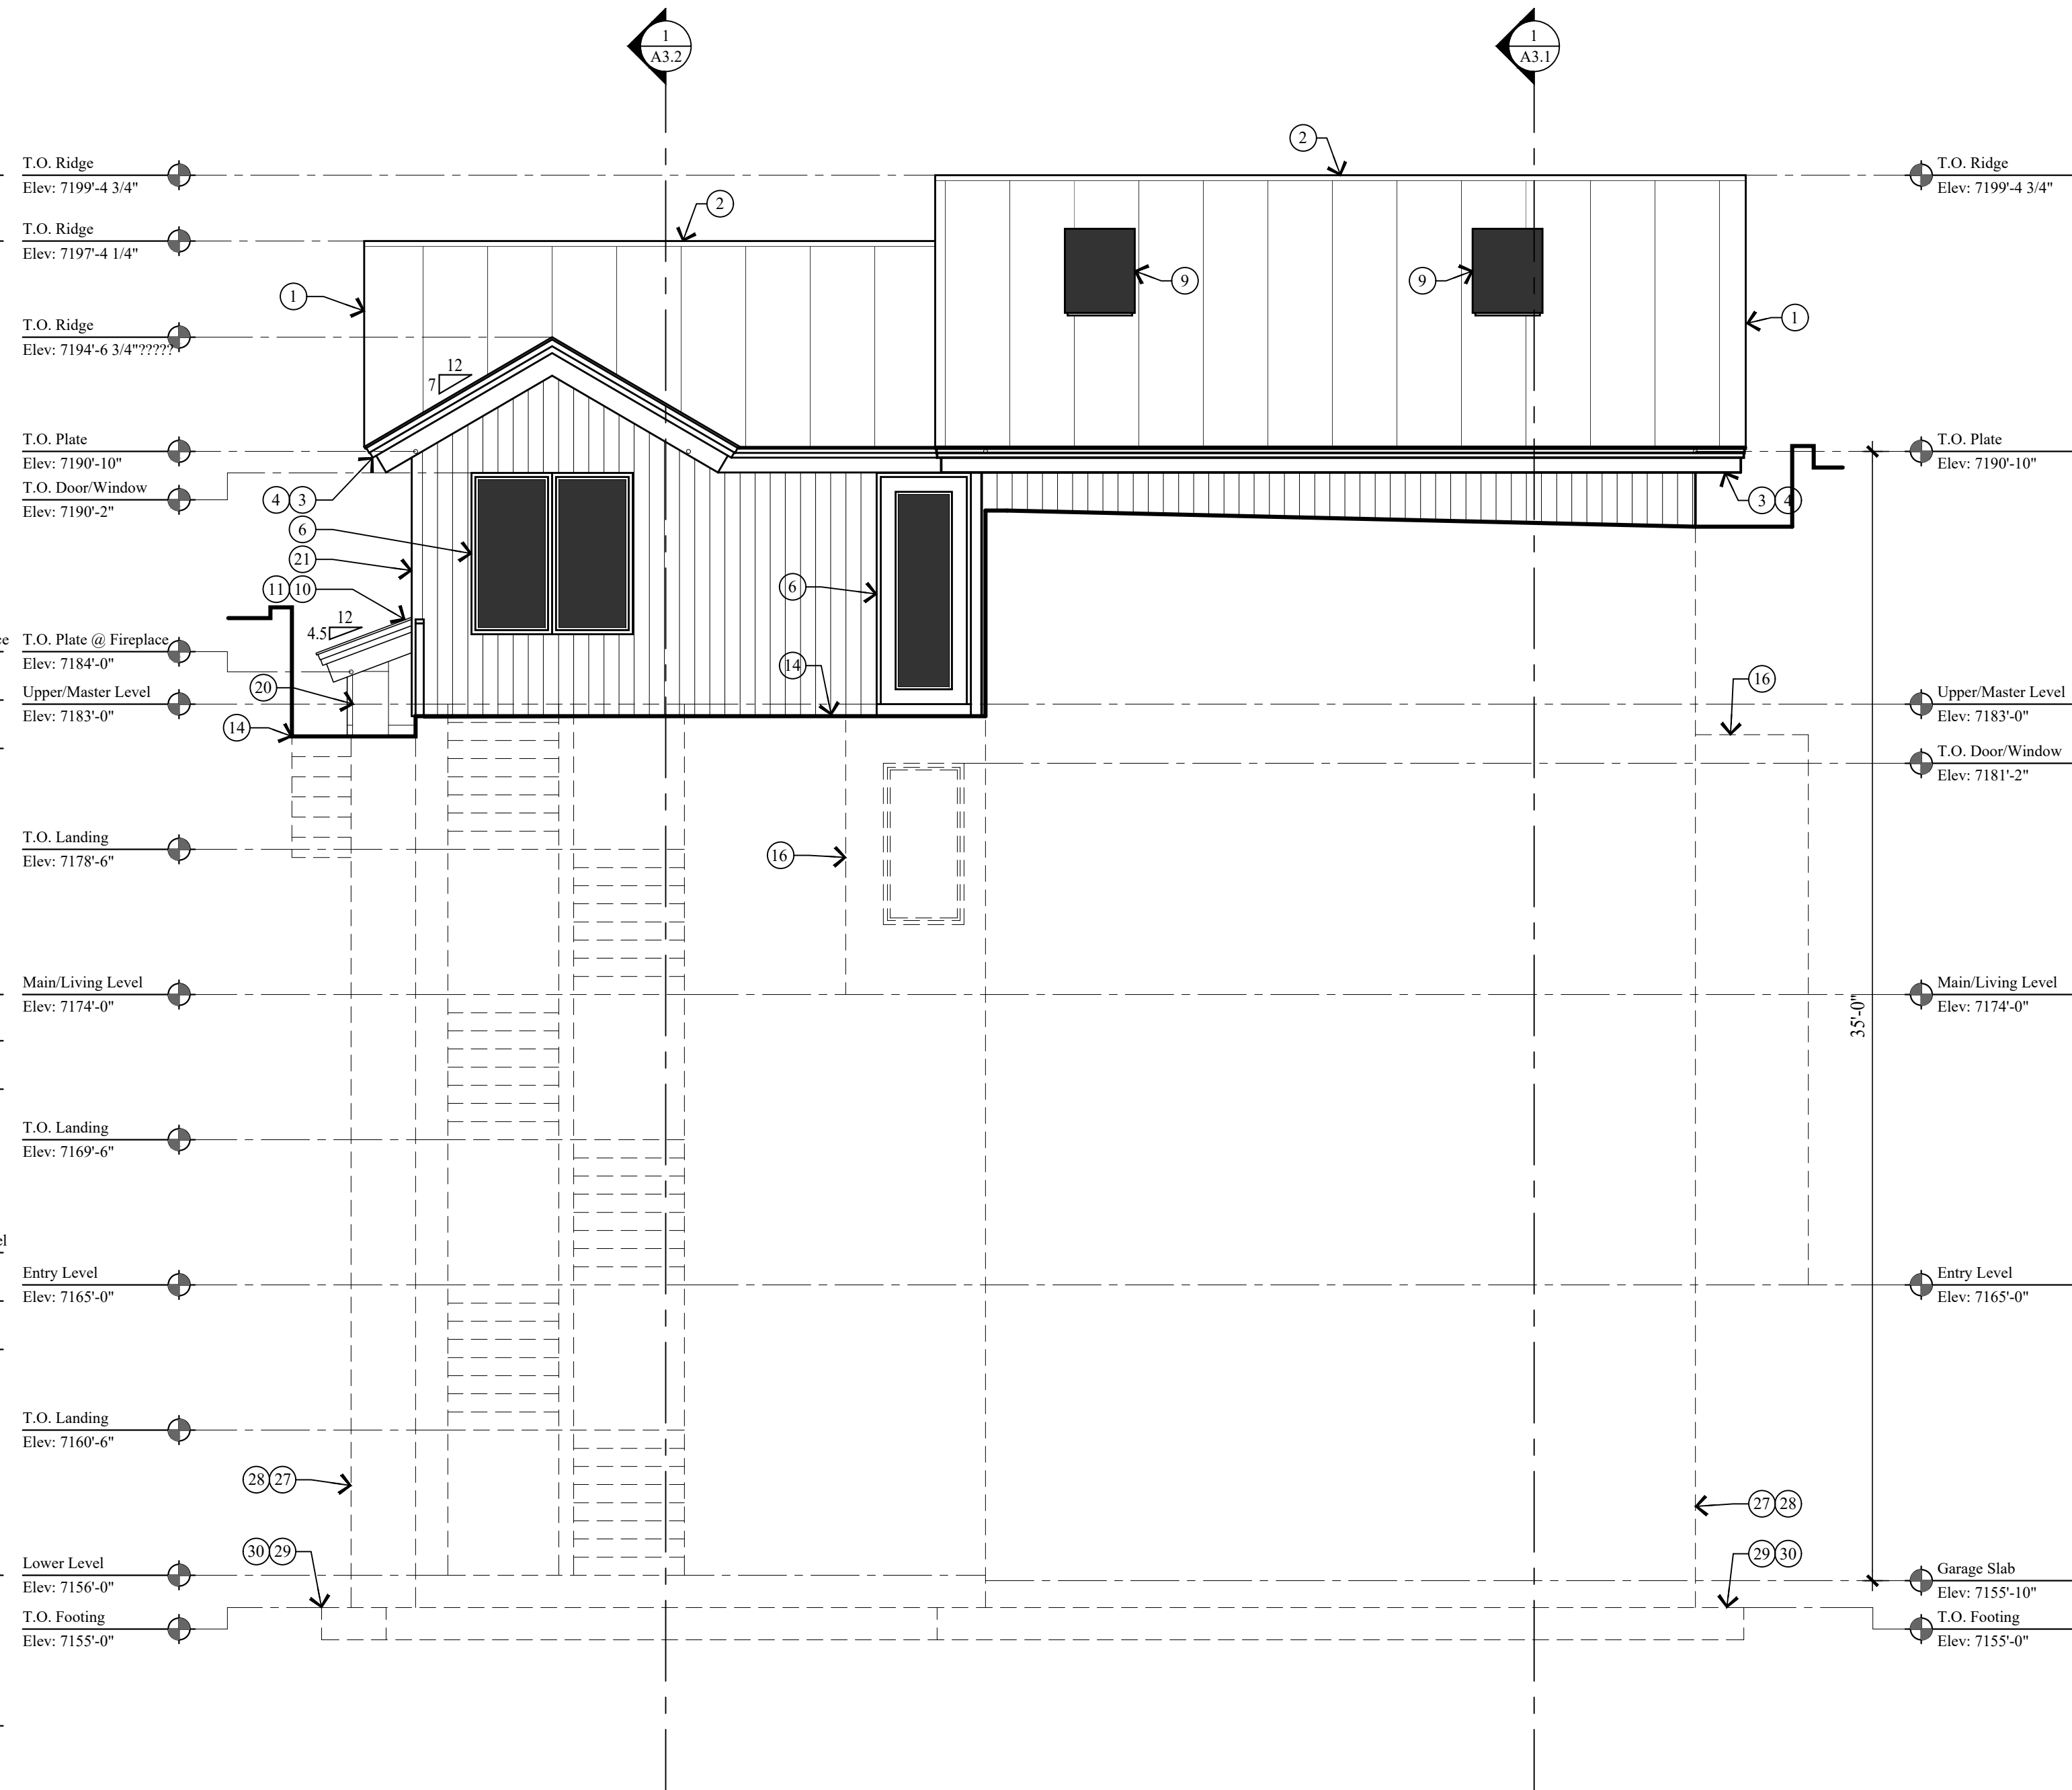 1
A3.2
1
A3.1
2
T.O. Ridge
Elev: 7199'-4 3/4"
T.O. Ridge
Elev: 7199'-4 3/4"
2
T.O. Ridge
Elev: 7197'-4 1/4"
9
9
1
1
T.O. Ridge
Elev: 7194'-6 3/4"?????
12
7
T.O. Plate
Elev: 7190'-10"
T.O. Plate
Elev: 7190'-10"
T.O. Door/Window
Elev: 7190'-2"
4 3
3 4
6
21
11 10
6
12
4.5
ce
T.O. Plate @ Fireplace
Elev: 7184'-0"
14
20
16
Upper/Master Level
Elev: 7183'-0"
Upper/Master Level
Elev: 7183'-0"
14
T.O. Door/Window
Elev: 7181'-2"
T.O. Landing
Elev: 7178'-6"
16
Main/Living Level
Elev: 7174'-0"
35'-0"
Main/Living Level
Elev: 7174'-0"
T.O. Landing
Elev: 7169'-6"
el
Entry Level
Elev: 7165'-0"
Entry Level
Elev: 7165'-0"
T.O. Landing
Elev: 7160'-6"
28 27
27 28
30 29
29 30
Lower Level
Elev: 7156'-0"
Garage Slab
Elev: 7155'-10"
T.O. Footing
Elev: 7155'-0"
T.O. Footing
Elev: 7155'-0"